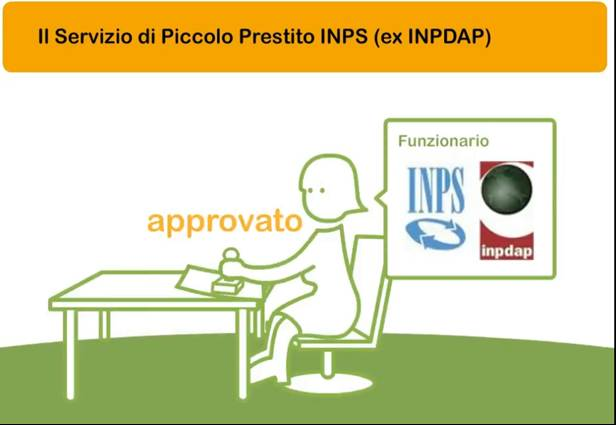 Il Servizio di Piccolo Prestito INPS (ex INPDAP)
Funzionario
INPS
inpdap
approvato